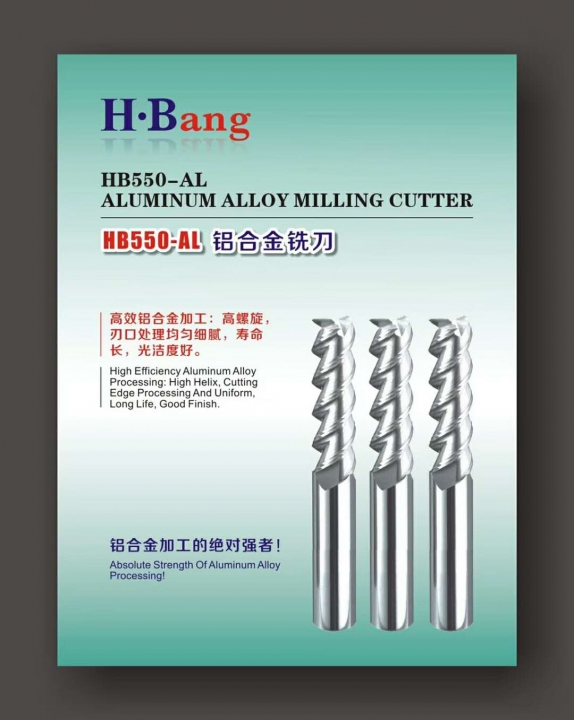 H·Bang
HB550-AL
ALUMINUM ALLOY MILLING CUTTER
HB550-AL 铝合金铣刀
高效铝合金加工：高螺旋，
刃口处理均匀细腻，寿命
长，光洁度好。
High Efficiency Aluminum Alloy
Processing: High Helix, Cutting
Edge Processing And Uniform,
Long Life, Good Finish.
铝合金加工的绝对强者！
Absolute Strength Of Aluminum Alloy
Processing!